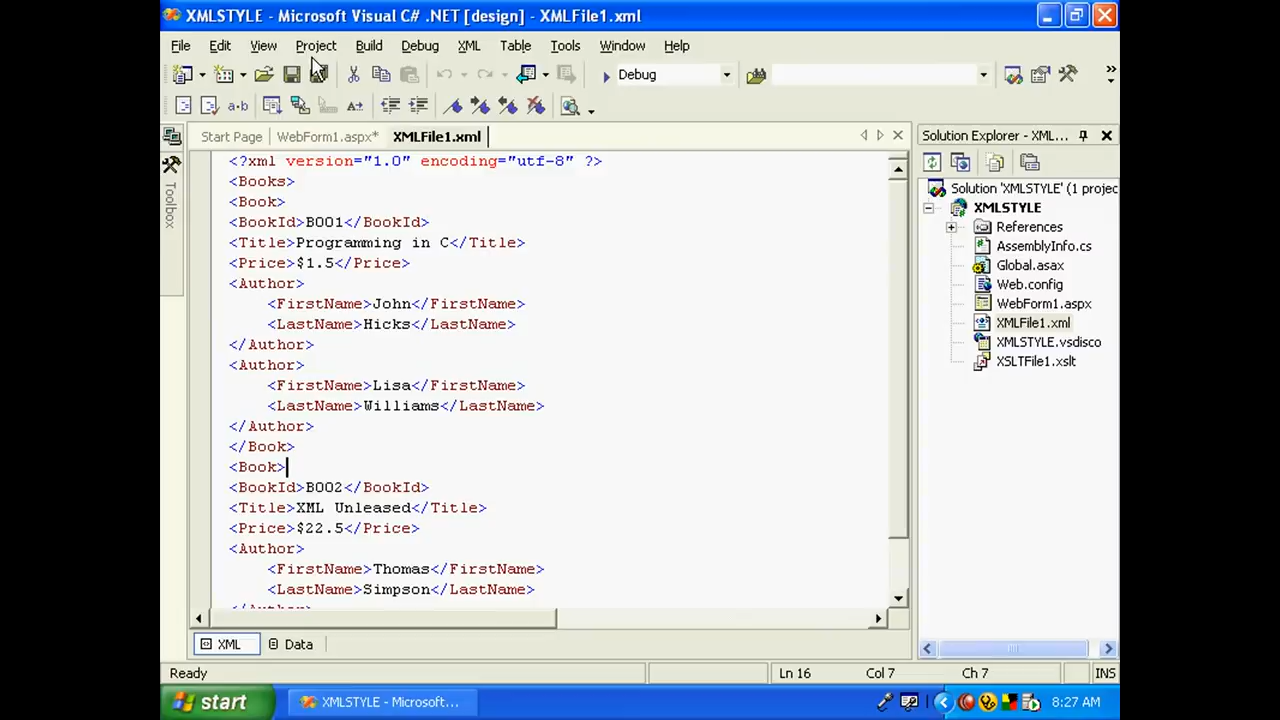 XMLSTYLE - Microsoft Visual C# .NET [design] - XMLFile1.xml
File Edit View Project Build Debug XML Table Tools Window Help
Debug
Start Page WebForm1.aspx* XMLFile1.xml
<?xml version="1.0" encoding="utf-8" ?>
<Books>
<Book>
<BookId>B001</BookId>
<Title>Programming in C</Title>
<Price>$1.5</Price>
<Author>
<FirstName>John</FirstName>
<LastName>Hicks</LastName>
</Author>
<Author>
<FirstName>Lisa</FirstName>
<LastName>Williams</LastName>
</Author>
</Book>
<Book>
<BookId>B002</BookId>
<Title>XML Unleased</Title>
<Price>$22.5</Price>
<Author>
<FirstName>Thomas</FirstName>
<LastName>Simpson</LastName>
</Author>
XML Data
Toolbox
Solution Explorer - XML...
Solution 'XMLSTYLE' (1 projec
XMLSTYLE
References
AssemblyInfo.cs
Global.asax
Web.config
WebForm1.aspx
XMLFile1.xml
XMLSTYLE.vsdisco
XSLTFile1.xslt
Ready Ln 16 Col 7 Ch 7 INS
start XMLSTYLE - Microsoft... 8:27 AM